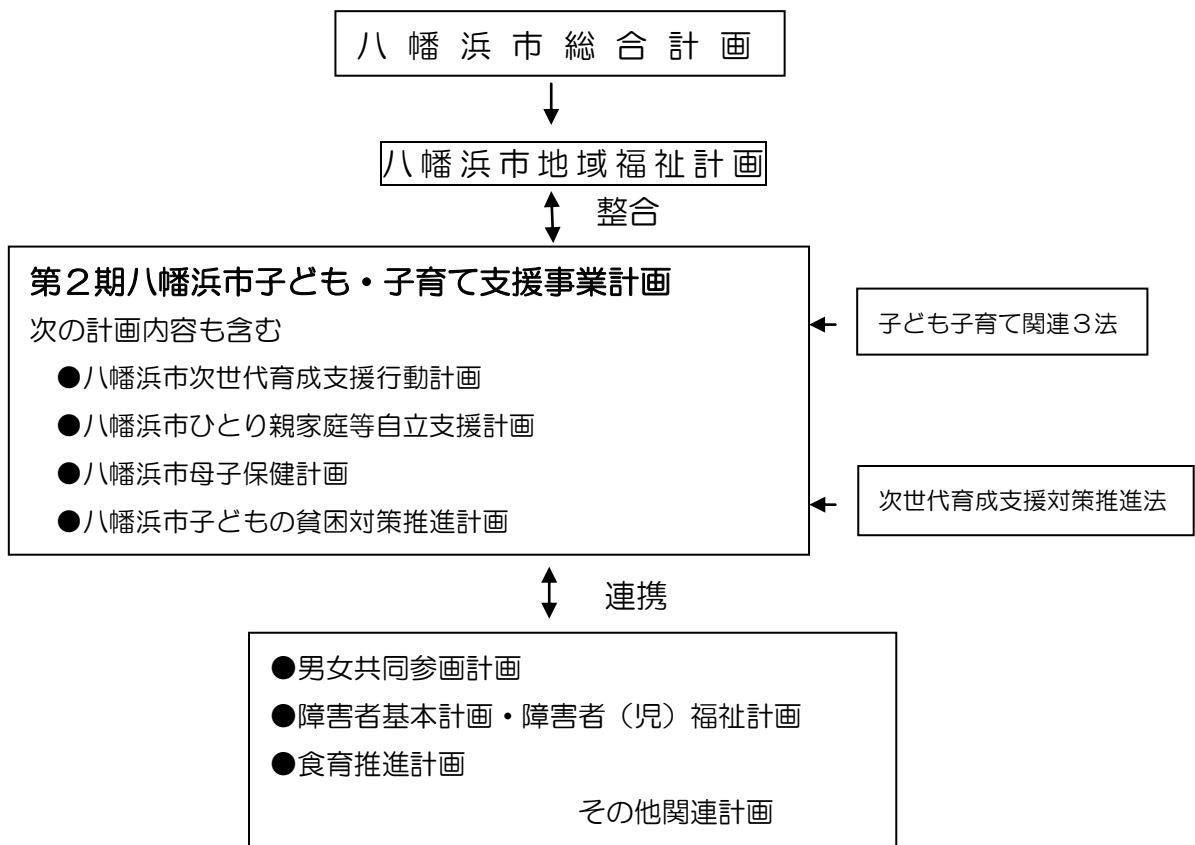 八幡浜市総合計画
八幡浜市地域福祉計画
整合
第２期八幡浜市子ども・子育て支援事業計画
次の計画内容も含む
●八幡浜市次世代育成支援行動計画
●八幡浜市ひとり親家庭等自立支援計画
●八幡浜市母子保健計画
●八幡浜市子どもの貧困対策推進計画
子ども子育て関連３法
次世代育成支援対策推進法
連携
●男女共同参画計画
●障害者基本計画・障害者（児）福祉計画
●食育推進計画
その他関連計画